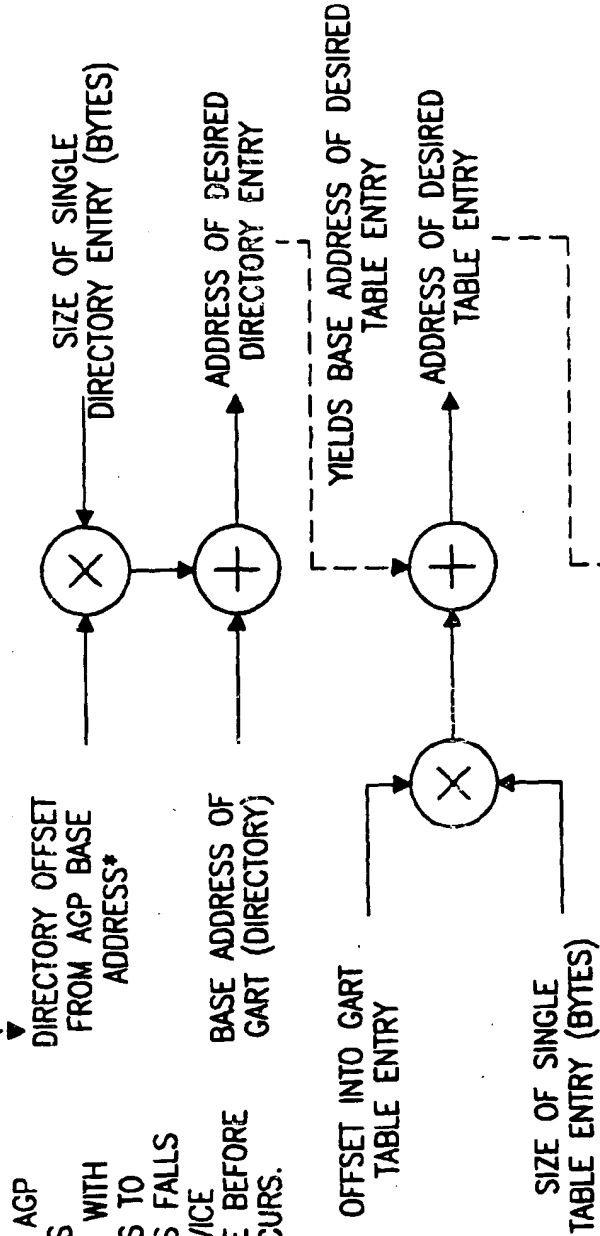 AGP
S
WITH
S TO
S FALLS
VICE
E BEFORE
CURS.
DIRECTORY OFFSET
FROM AGP BASE
ADDRESS*
SIZE OF SINGLE
DIRECTORY ENTRY (BYTES)
×
BASE ADDRESS OF
GART (DIRECTORY)
+
ADDRESS OF DESIRED
DIRECTORY ENTRY
YIELDS BASE ADDRESS OF DESIRED
TABLE ENTRY
OFFSET INTO GART
TABLE ENTRY
×
+
ADDRESS OF DESIRED
TABLE ENTRY
SIZE OF SINGLE
TABLE ENTRY (BYTES)